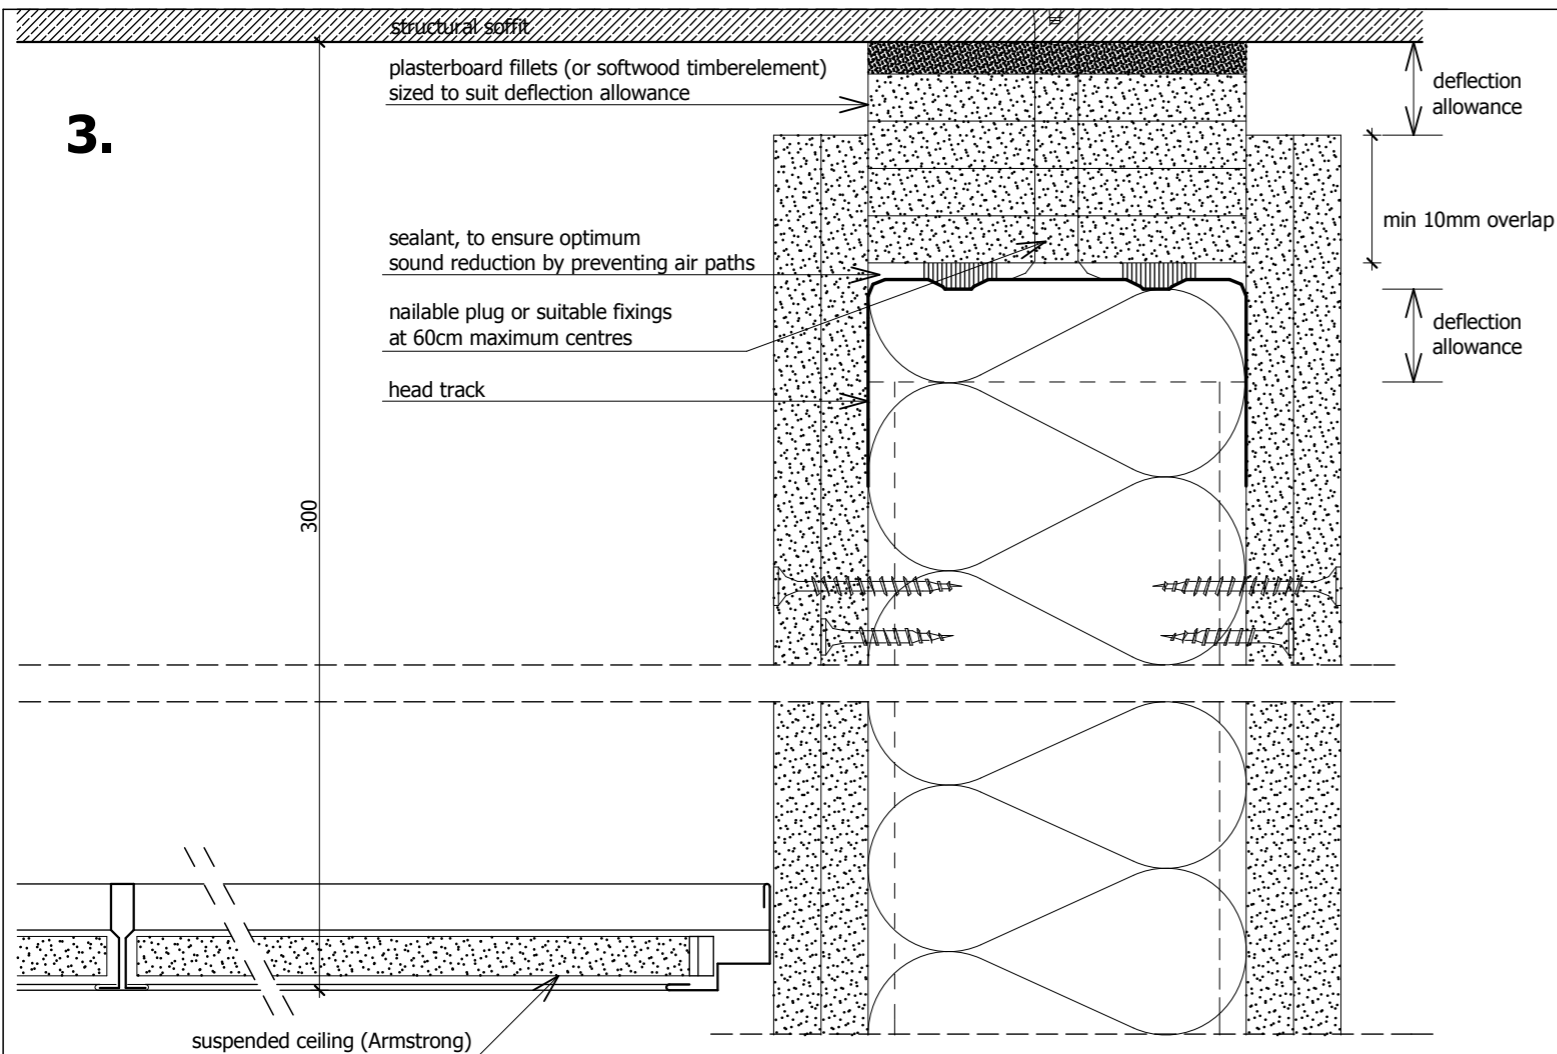 structural soffit
plasterboard fillets (or softwood timberelement)
sized to suit deflection allowance
3.
deflection
allowance
min 10mm overlap
sealant, to ensure optimum
sound reduction by preventing air paths
nailable plug or suitable fixings
at 60cm maximum centres
deflection
allowance
head track
300
suspended ceiling (Armstrong)